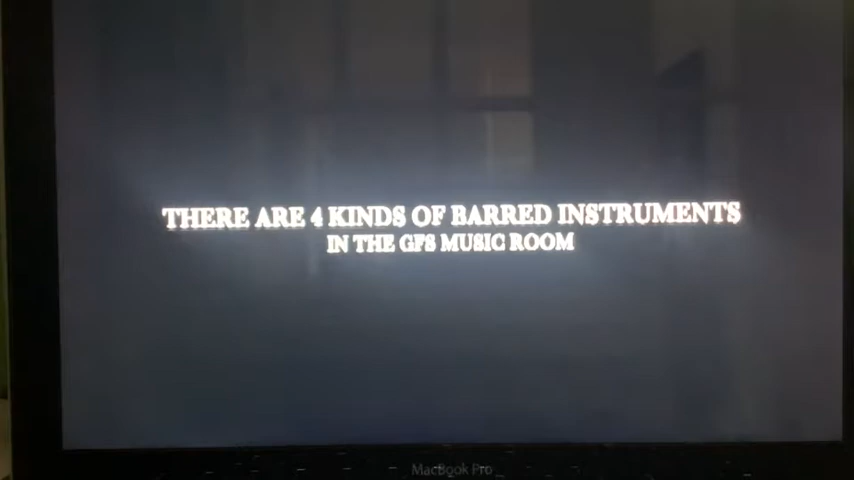 THERE ARE 4 KINDS OF BARRED INSTRUMENTS
IN THE GFS MUSIC ROOM
MacBook Pro